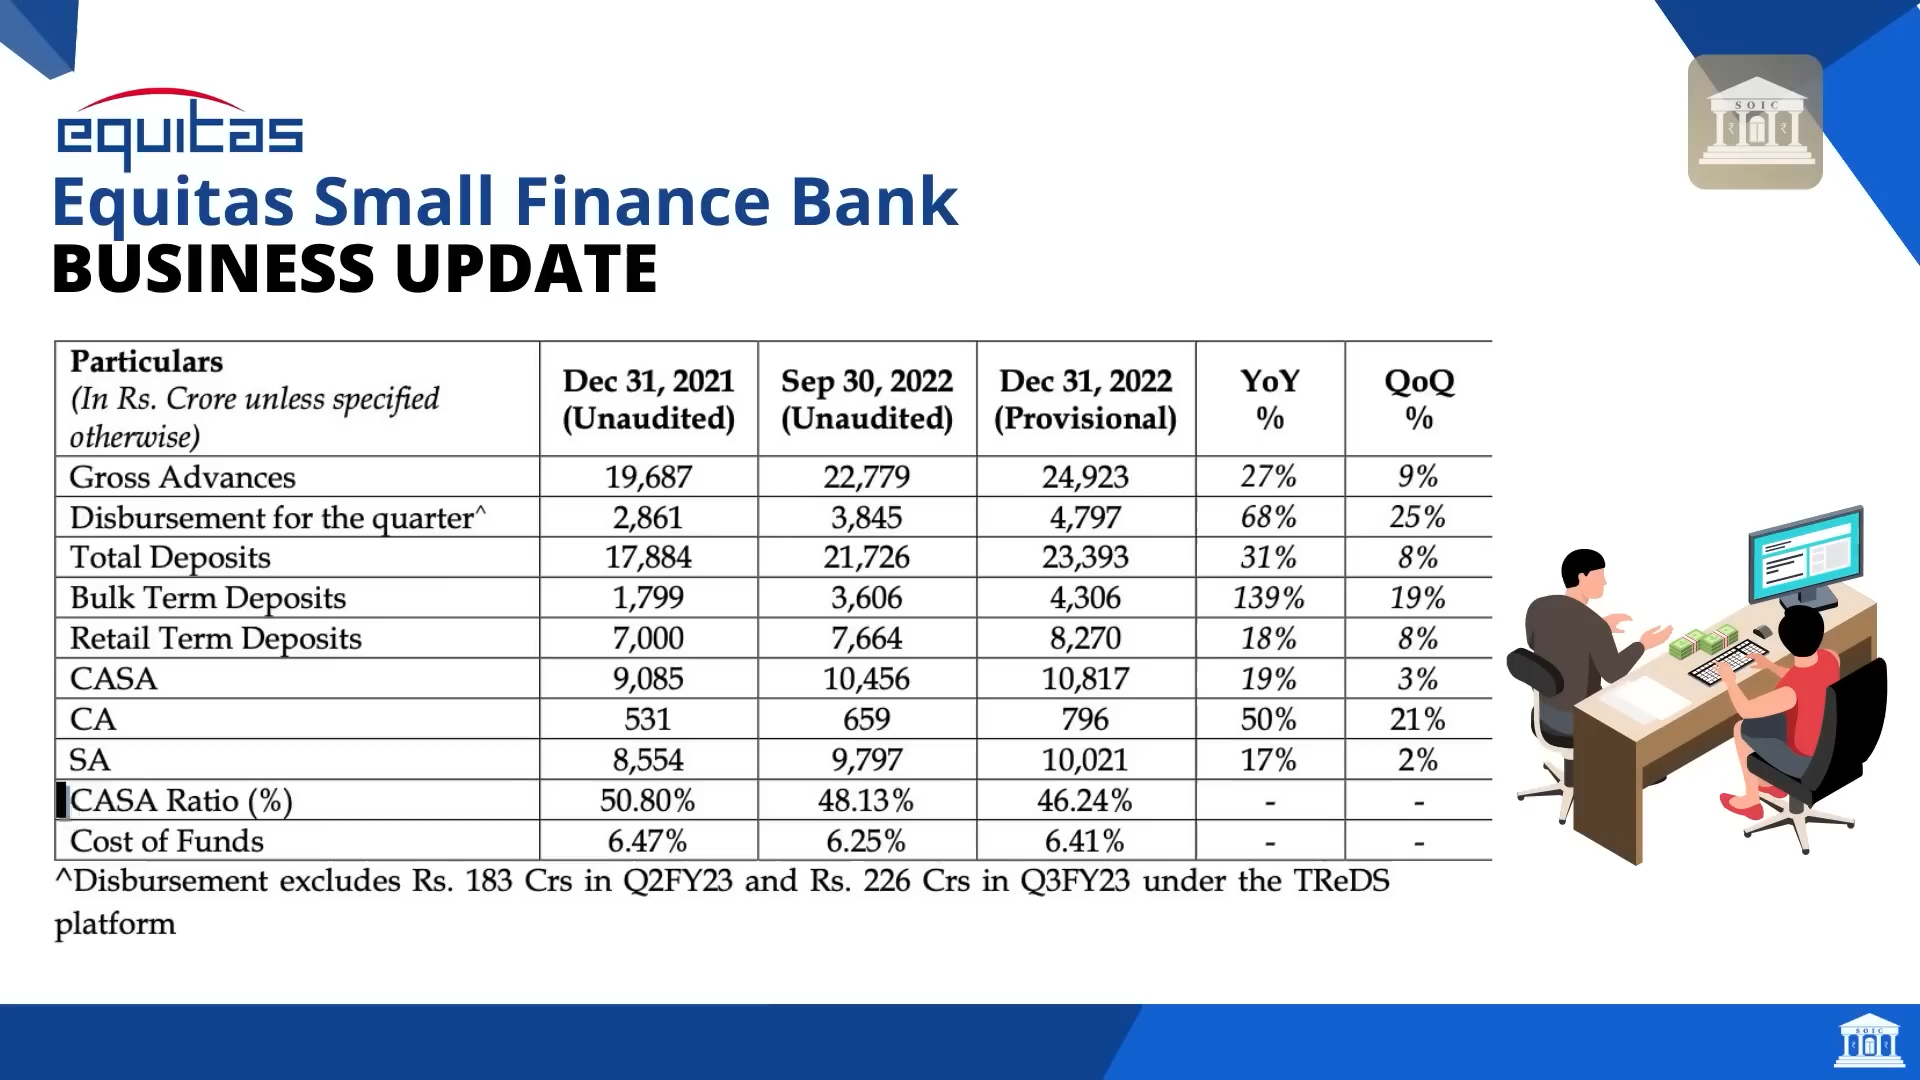 SOIC
equitas
Equitas Small Finance Bank
BUSINESS UPDATE
Particulars (In Rs. Crore unless specified otherwise) Dec 31, 2021 (Unaudited) Sep 30, 2022 (Unaudited) Dec 31, 2022 (Provisional) YoY % QoQ %
Gross Advances 19,687 22,779 24,923 27% 9%
Disbursement for the quarter^ 2,861 3,845 4,797 68% 25%
Total Deposits 17,884 21,726 23,393 31% 8%
Bulk Term Deposits 1,799 3,606 4,306 139% 19%
Retail Term Deposits 7,000 7,664 8,270 18% 8%
CASA 9,085 10,456 10,817 19% 3%
CA 531 659 796 50% 21%
SA 8,554 9,797 10,021 17% 2%
CASA Ratio (%) 50.80% 48.13% 46.24% - -
Cost of Funds 6.47% 6.25% 6.41% - -
^Disbursement excludes Rs. 183 Crs in Q2FY23 and Rs. 226 Crs in Q3FY23 under the TReDS
platform
SOIC